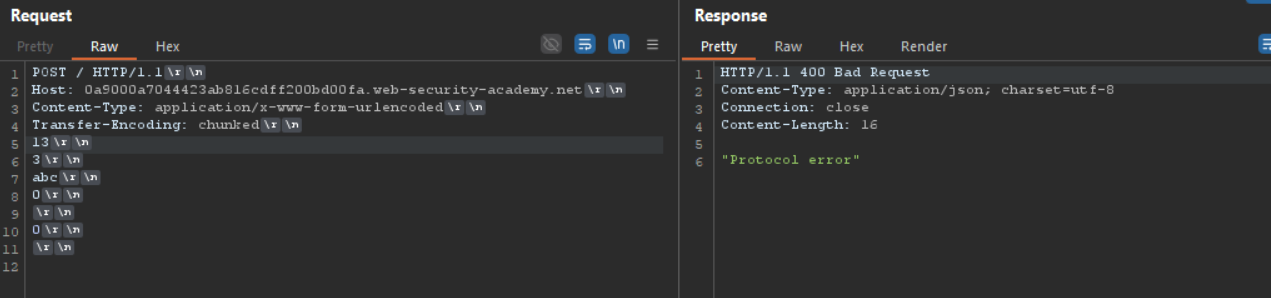 Request
Pretty Raw Hex
\n
1 POST / HTTP/1.1\r\n
2 Host: 0a9000a7044423ab816cdff200bd00fa.web-security-academy.net\r\n
3 Content-Type: application/x-www-form-urlencoded\r\n
4 Transfer-Encoding: chunked\r\n
5 13\r\n
6 3\r\n
7 abc\r\n
8 0\r\n
9 \r\n
10 0\r\n
11 \r\n
12
Response
Pretty Raw Hex Render
1 HTTP/1.1 400 Bad Request
2 Content-Type: application/json; charset=utf-8
3 Connection: close
4 Content-Length: 16
5
6 "Protocol error"